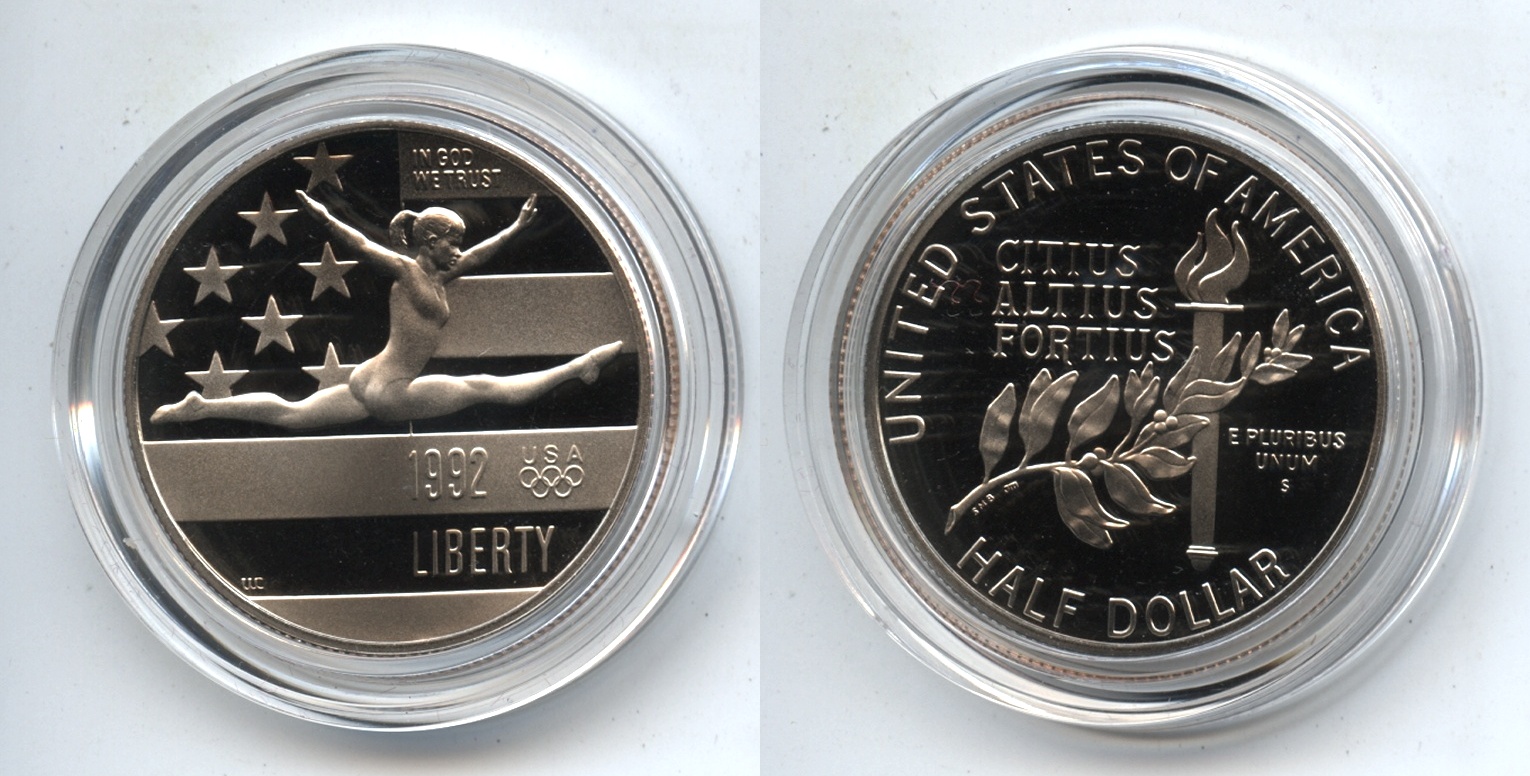 IN GOD
WE TRUST
1992
USA
LIBERTY
UNITED STATES OF AMERICA
CITIUS
ALTIUS
FORTIUS
E PLURIBUS
UNUM
S
HALF DOLLAR